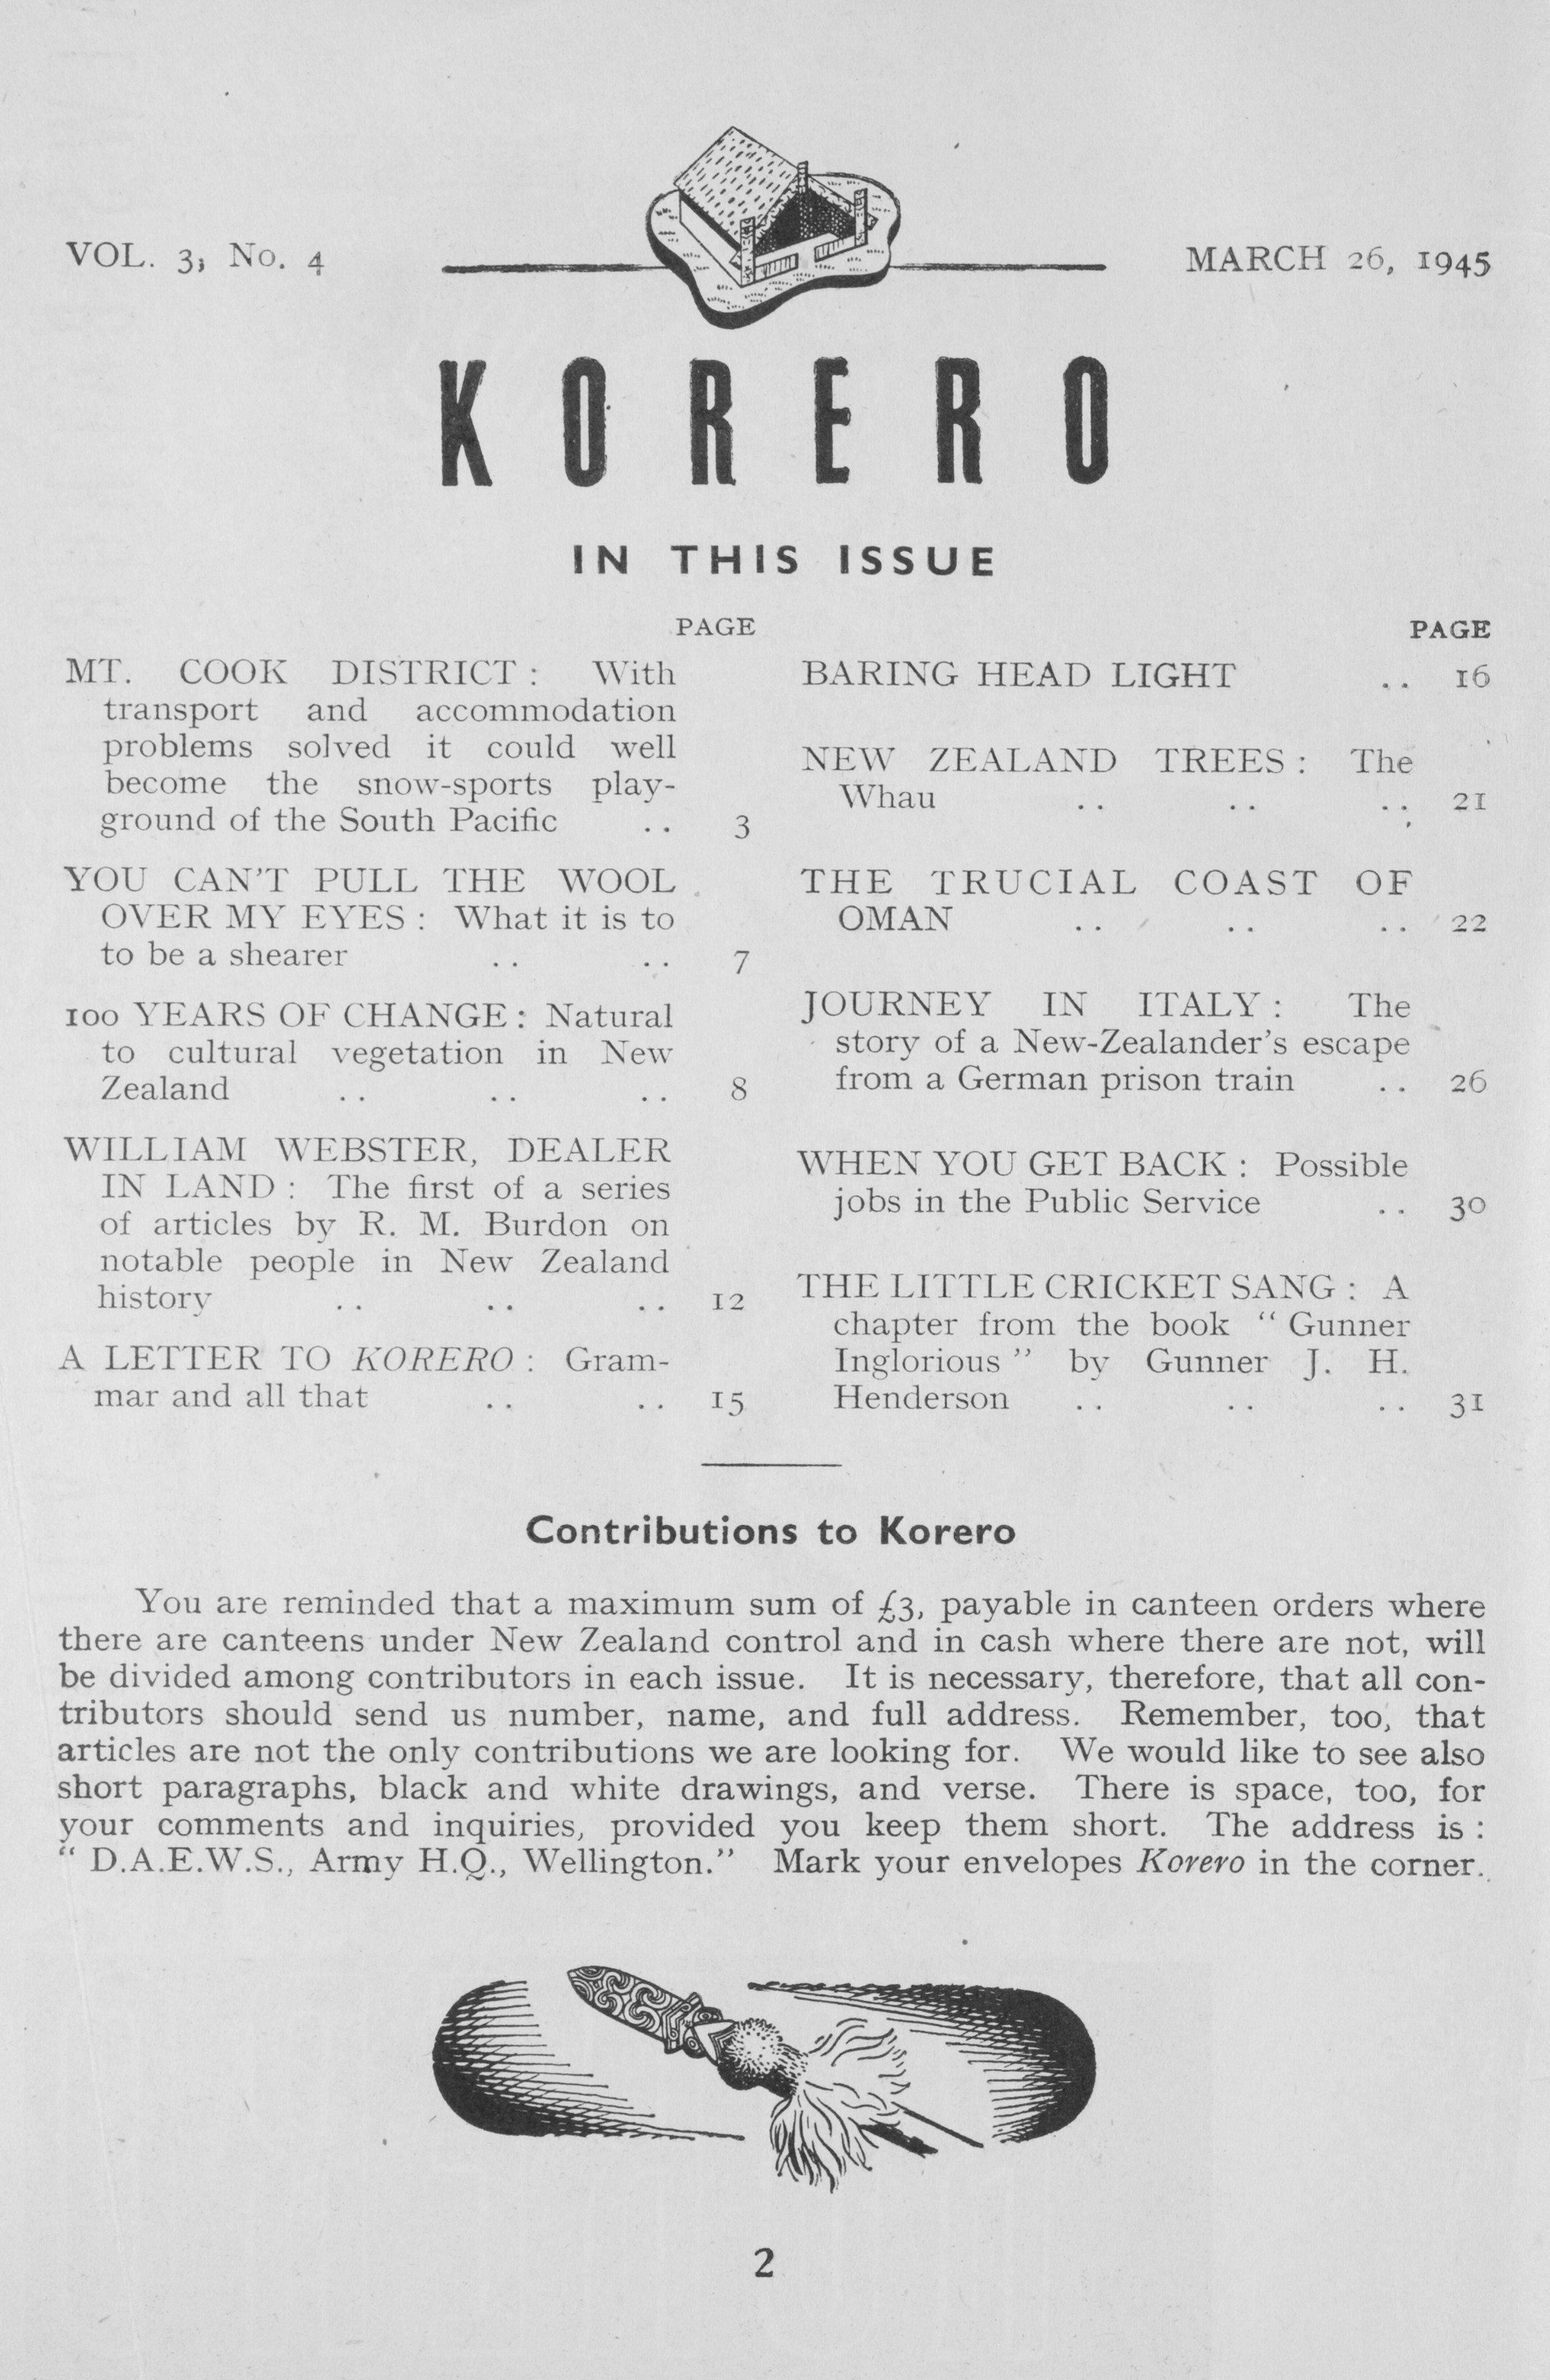 VOL. 3, No. 4
MARCH 26, 1945
KORERO
IN THIS ISSUE
PAGE
MT. COOK DISTRICT : With
transport and accommodation
problems solved it could well
become the snow-sports play-
ground of the South Pacific .. 3
YOU CAN'T PULL THE WOOL
OVER MY EYES : What it is to
to be a shearer .. .. 7
100 YEARS OF CHANGE : Natural
to cultural vegetation in New
Zealand .. .. .. 8
WILLIAM WEBSTER, DEALER
IN LAND : The first of a series
of articles by R. M. Burdon on
notable people in New Zealand
history .. .. .. 12
A LETTER TO KORERO : Gram-
mar and all that .. .. 15
PAGE
BARING HEAD LIGHT .. 16
NEW ZEALAND TREES : The
Whau .. .. .. 21
THE TRUCIAL COAST OF
OMAN .. .. .. 22
JOURNEY IN ITALY : The
story of a New-Zealander's escape
from a German prison train .. 26
WHEN YOU GET BACK : Possible
jobs in the Public Service .. 30
THE LITTLE CRICKET SANG : A
chapter from the book " Gunner
Inglorious " by Gunner J. H.
Henderson .. .. .. 31
Contributions to Korero
You are reminded that a maximum sum of £3, payable in canteen orders where
there are canteens under New Zealand control and in cash where there are not, will
be divided among contributors in each issue. It is necessary, therefore, that all con-
tributors should send us number, name, and full address. Remember, too, that
articles are not the only contributions we are looking for. We would like to see also
short paragraphs, black and white drawings, and verse. There is space, too, for
your comments and inquiries, provided you keep them short. The address is :
" D.A.E.W.S., Army H.Q., Wellington." Mark your envelopes Korero in the corner.
2